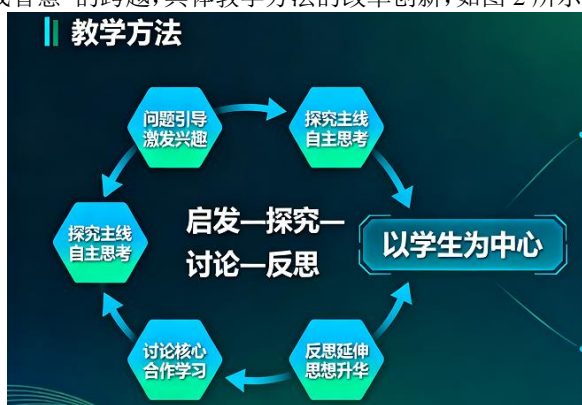 智慧”的跨越,具体教学方法的改革创新,如图2所示
教学方法
问题引导
激发兴趣
探究主线
自主思考
探究主线
自主思考
启发—探究—
讨论—反思
以学生为中心
讨论核心
合作学习
反思延伸
思想升华